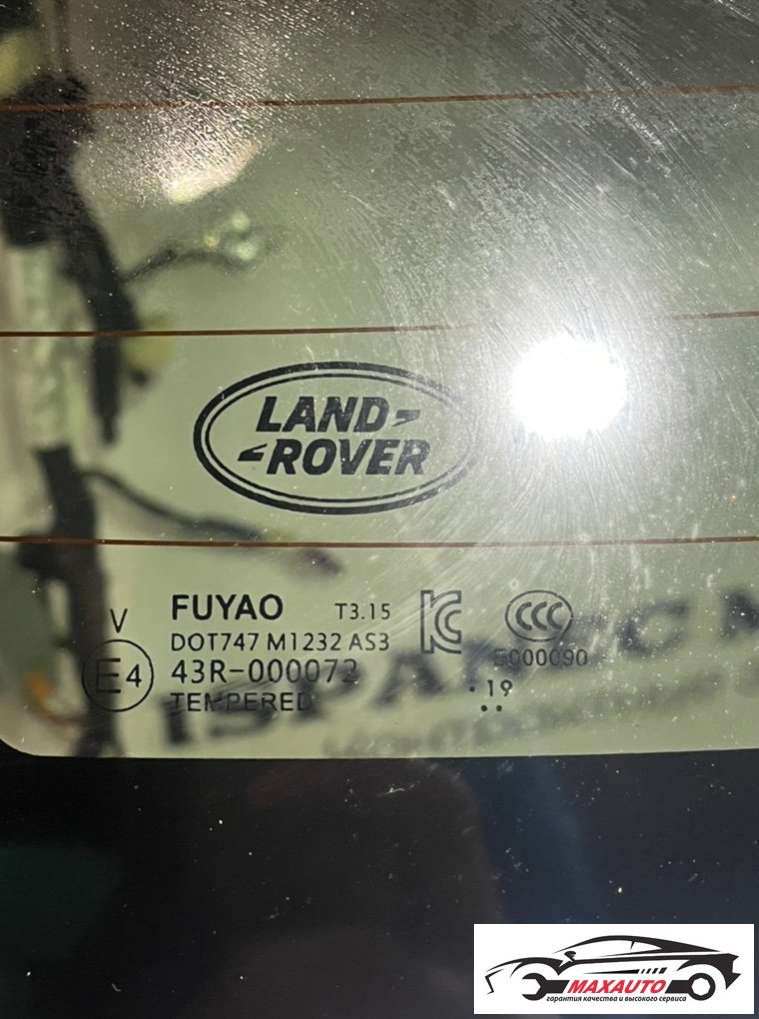 LAND
ROVER
FUYAO T3.15
V
DOT747 M1232 AS3
E4 43R-000072
TEMPERED
KC
CCC
E000090
. 19
..
MAXAUTO
гарантия качества и высокого сервиса